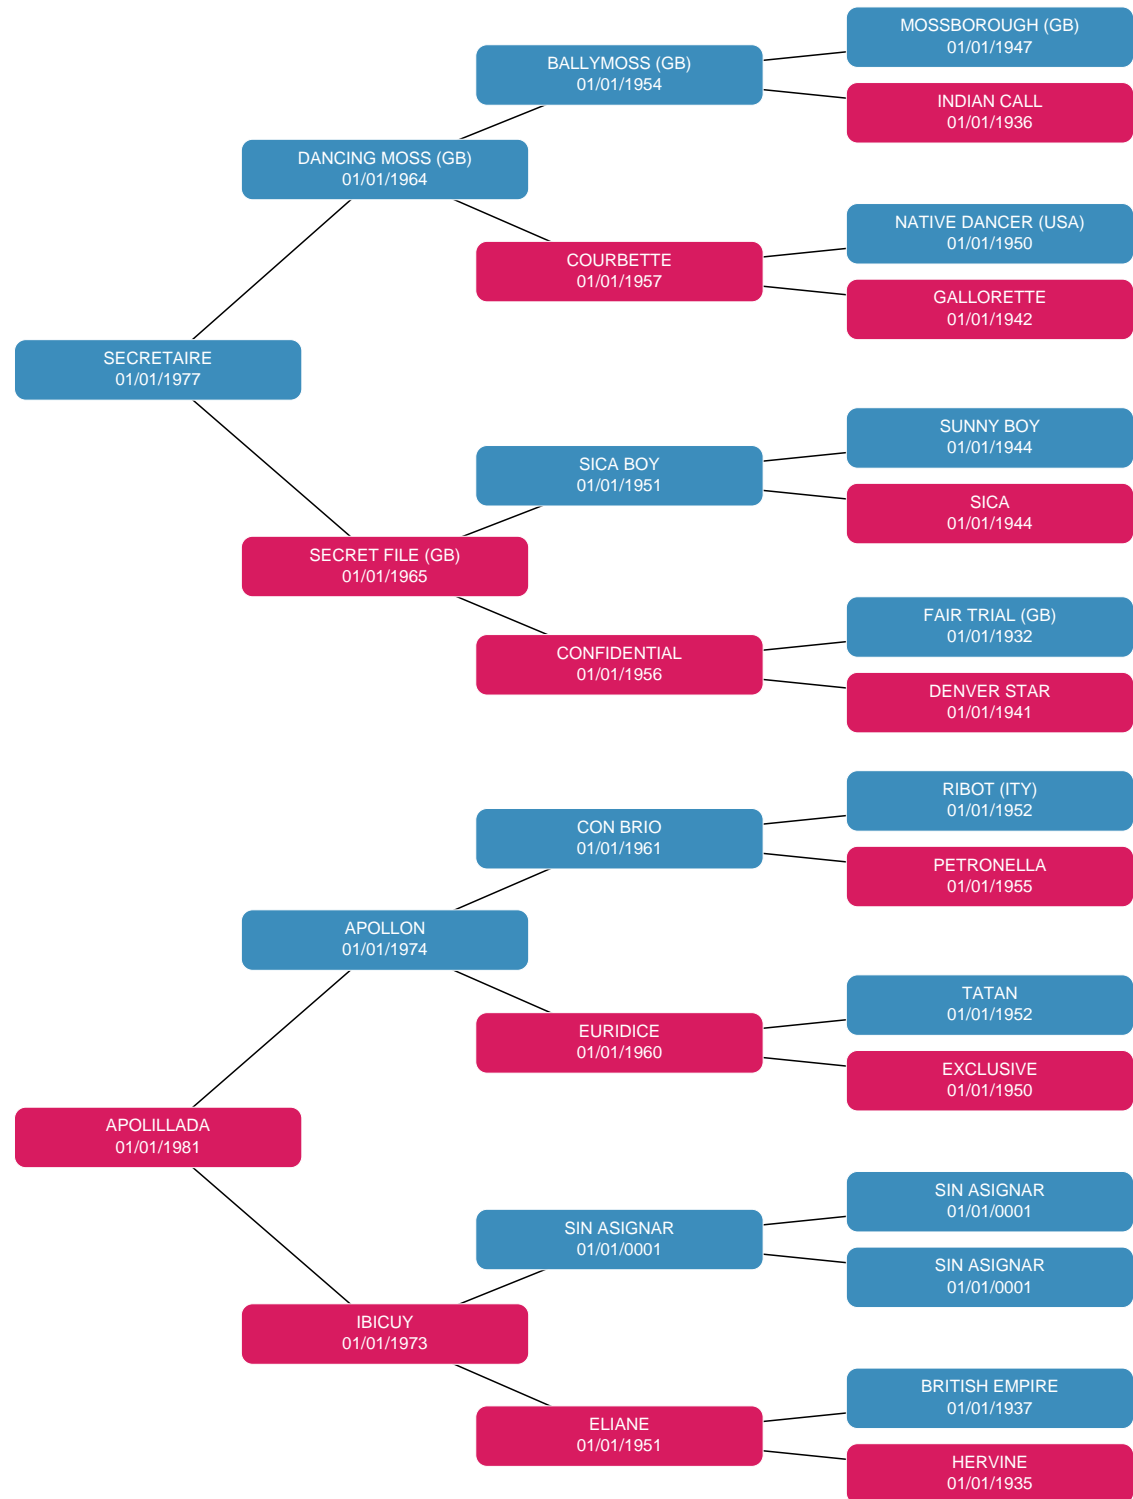 MOSSBOROUGH (GB)
01/01/1947
BALLYMOSS (GB)
01/01/1954
INDIAN CALL
01/01/1936
DANCING MOSS (GB)
01/01/1964
NATIVE DANCER (USA)
01/01/1950
COURBETTE
01/01/1957
GALLORETTE
01/01/1942
SECRETAIRE
01/01/1977
SUNNY BOY
01/01/1944
SICA BOY
01/01/1951
SICA
01/01/1944
SECRET FILE (GB)
01/01/1965
FAIR TRIAL (GB)
01/01/1932
CONFIDENTIAL
01/01/1956
DENVER STAR
01/01/1941
RIBOT (ITY)
01/01/1952
CON BRIO
01/01/1961
PETRONELLA
01/01/1955
APOLLON
01/01/1974
TATAN
01/01/1952
EURIDICE
01/01/1960
EXCLUSIVE
01/01/1950
APOLILLADA
01/01/1981
SIN ASIGNAR
01/01/0001
SIN ASIGNAR
01/01/0001
SIN ASIGNAR
01/01/0001
IBICUY
01/01/1973
BRITISH EMPIRE
01/01/1937
ELIANE
01/01/1951
HERVINE
01/01/1935